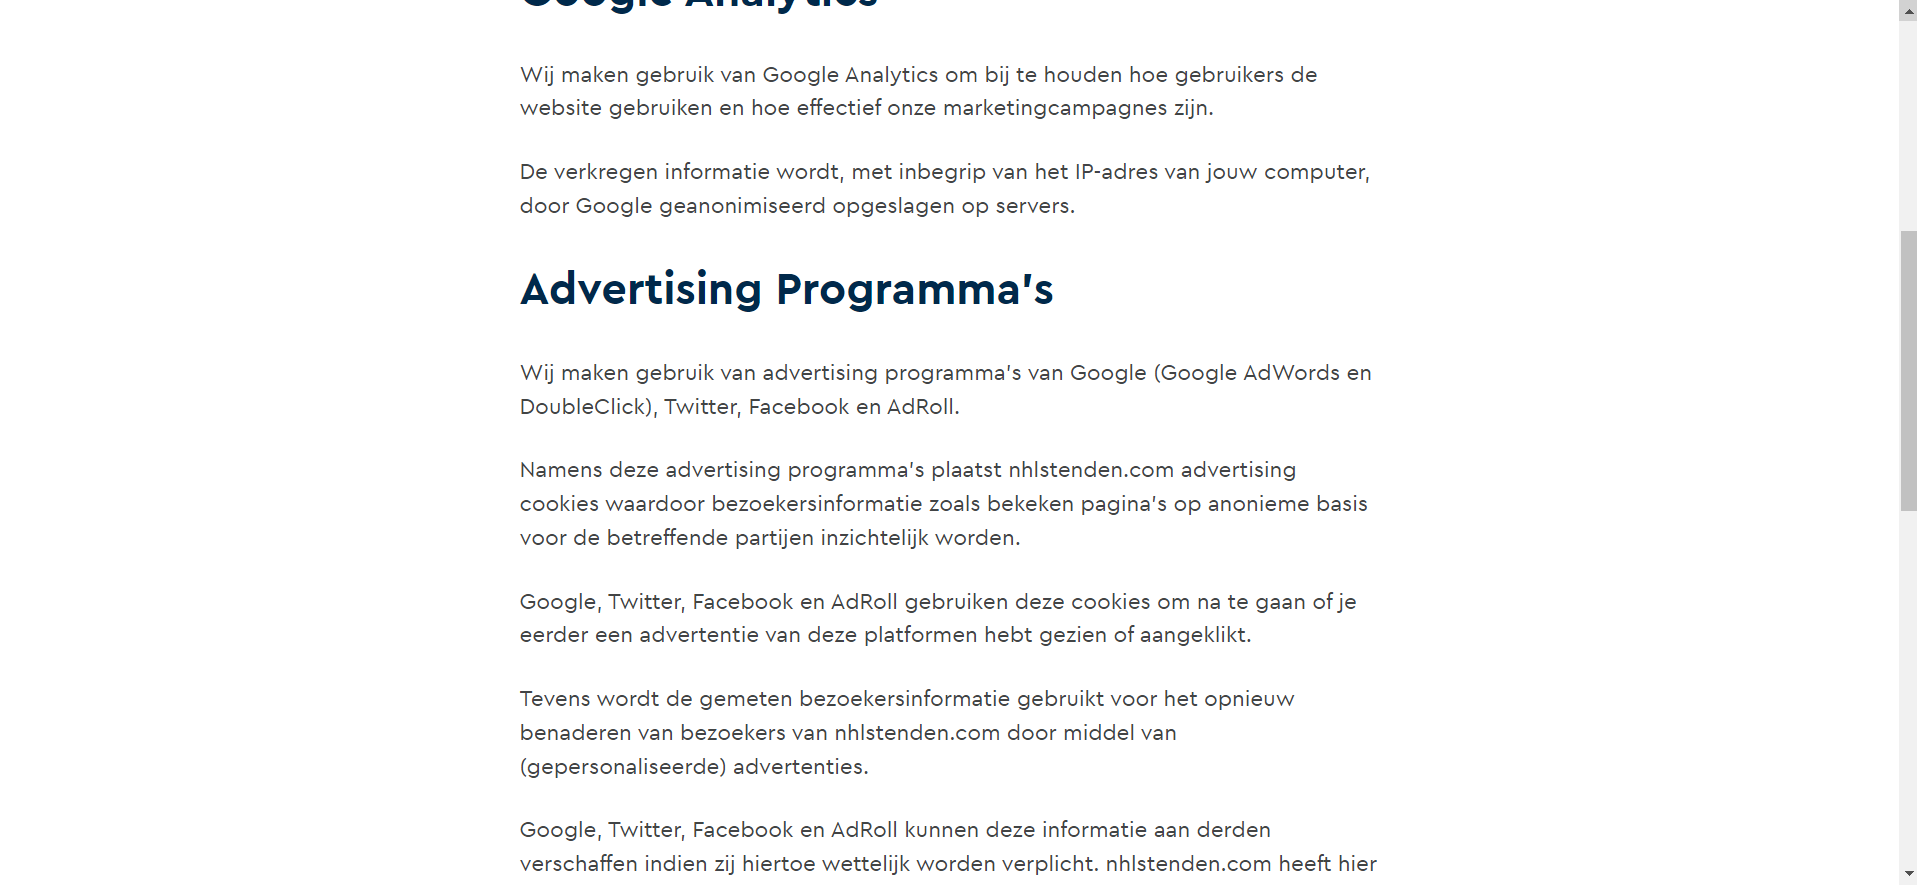 Google Analytics
Wij maken gebruik van Google Analytics om bij te houden hoe gebruikers de
website gebruiken en hoe effectief onze marketingcampagnes zijn.
De verkregen informatie wordt, met inbegrip van het IP-adres van jouw computer,
door Google geanonimiseerd opgeslagen op servers.
Advertising Programma's
Wij maken gebruik van advertising programma's van Google (Google AdWords en
DoubleClick), Twitter, Facebook en AdRoll.
Namens deze advertising programma's plaatst nhlstenden.com advertising
cookies waardoor bezoekersinformatie zoals bekeken pagina's op anonieme basis
voor de betreffende partijen inzichtelijk worden.
Google, Twitter, Facebook en AdRoll gebruiken deze cookies om na te gaan of je
eerder een advertentie van deze platformen hebt gezien of aangeklikt.
Tevens wordt de gemeten bezoekersinformatie gebruikt voor het opnieuw
benaderen van bezoekers van nhlstenden.com door middel van
(gepersonaliseerde) advertenties.
Google, Twitter, Facebook en AdRoll kunnen deze informatie aan derden
verschaffen indien zij hiertoe wettelijk worden verplicht. nhlstenden.com heeft hier